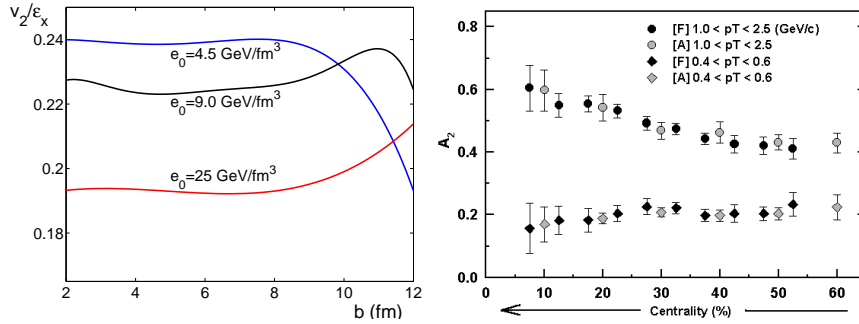 v2/εx
0.24
0.22
0.2
0.18
e0=4.5 GeV/fm3
e0=9.0 GeV/fm3
e0=25 GeV/fm3
2 4 6 8 10 12
b (fm)
[F] 1.0 < pT < 2.5 (GeV/c)
[A] 1.0 < pT < 2.5
[F] 0.4 < pT < 0.6
[A] 0.4 < pT < 0.6
A2
0.8
0.6
0.4
0.2
0.0
0 10 20 30 40 50 60
Centrality (%)